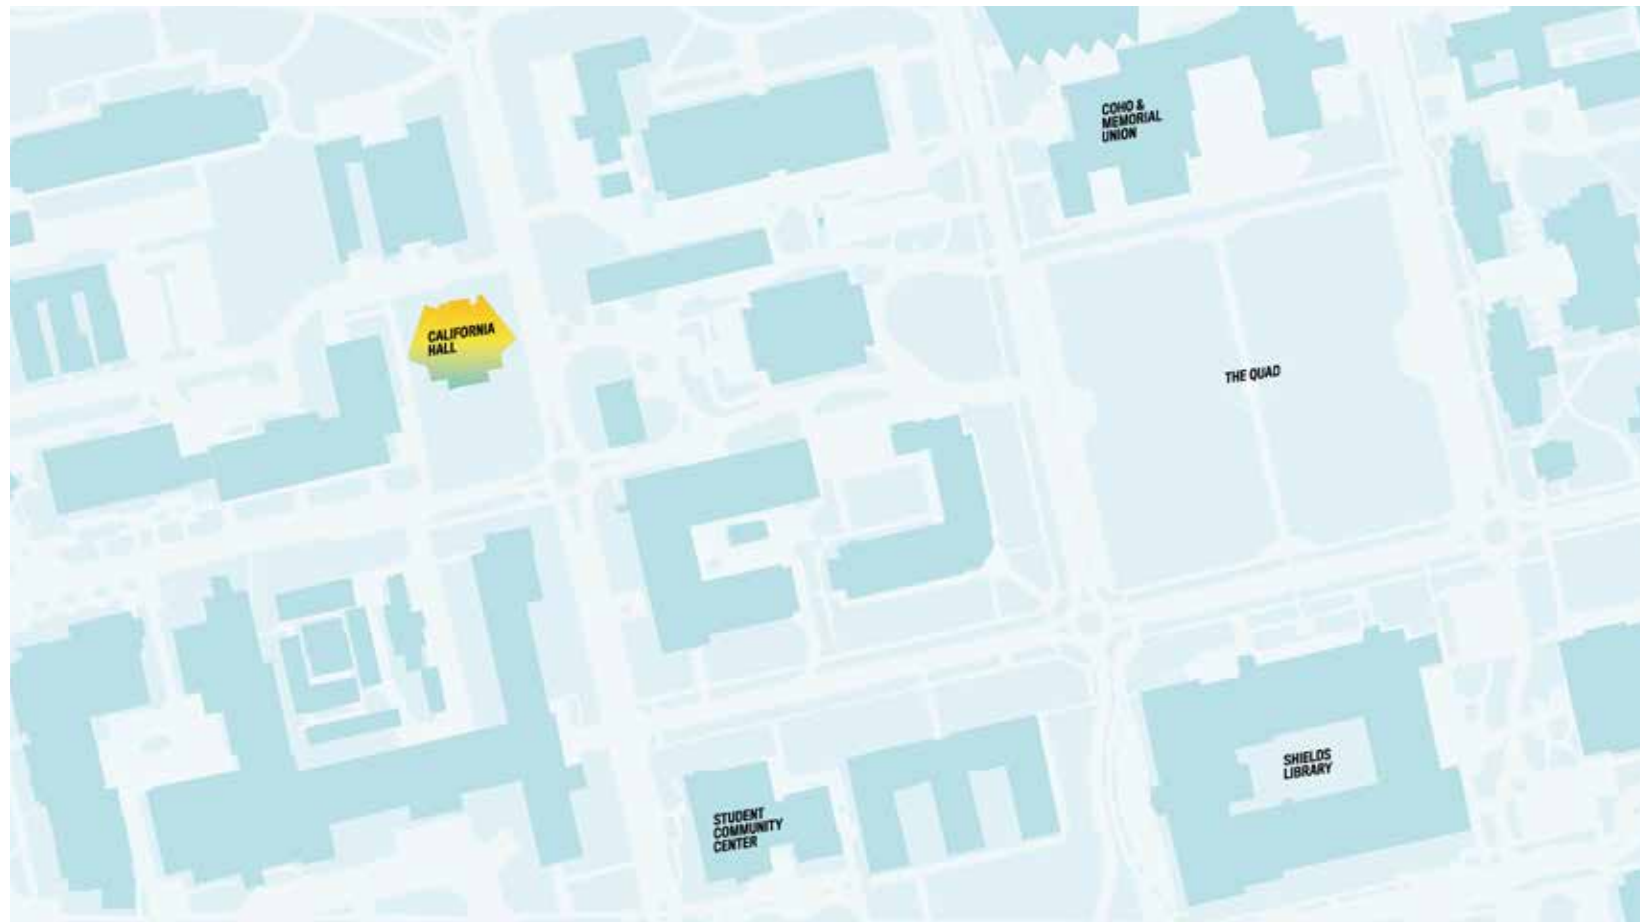 COHO &
MEMORIAL
UNION
CALIFORNIA
HALL
THE QUAD
SHIELDS
LIBRARY
STUDENT
COMMUNITY
CENTER